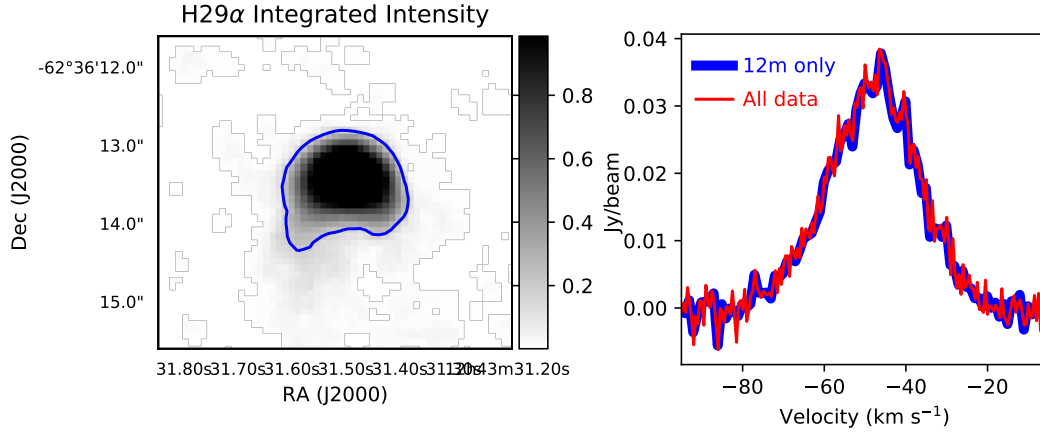 H29α Integrated Intensity
-62°36'12.0"
13.0"
14.0"
15.0"
Dec (J2000)
31.80s 31.70s 31.60s 31.50s 31.40s 31.30s 12h43m31.20s
RA (J2000)
0.8
0.6
0.4
0.2
12m only
All data
0.04
0.03
0.02
0.01
0.00
Jy/beam
−80 −60 −40 −20
Velocity (km s⁻¹)